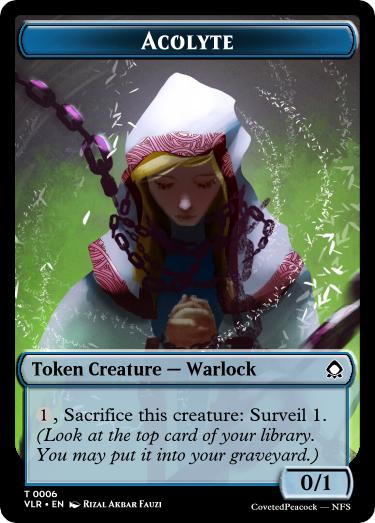 ACOLYTE
Token Creature — Warlock
1, Sacrifice this creature: Surveil 1.
(Look at the top card of your library.
You may put it into your graveyard.)
0/1
T 0006
VLR • EN RIZAL AKBAR FAUZI
CovetedPeacock — NFS